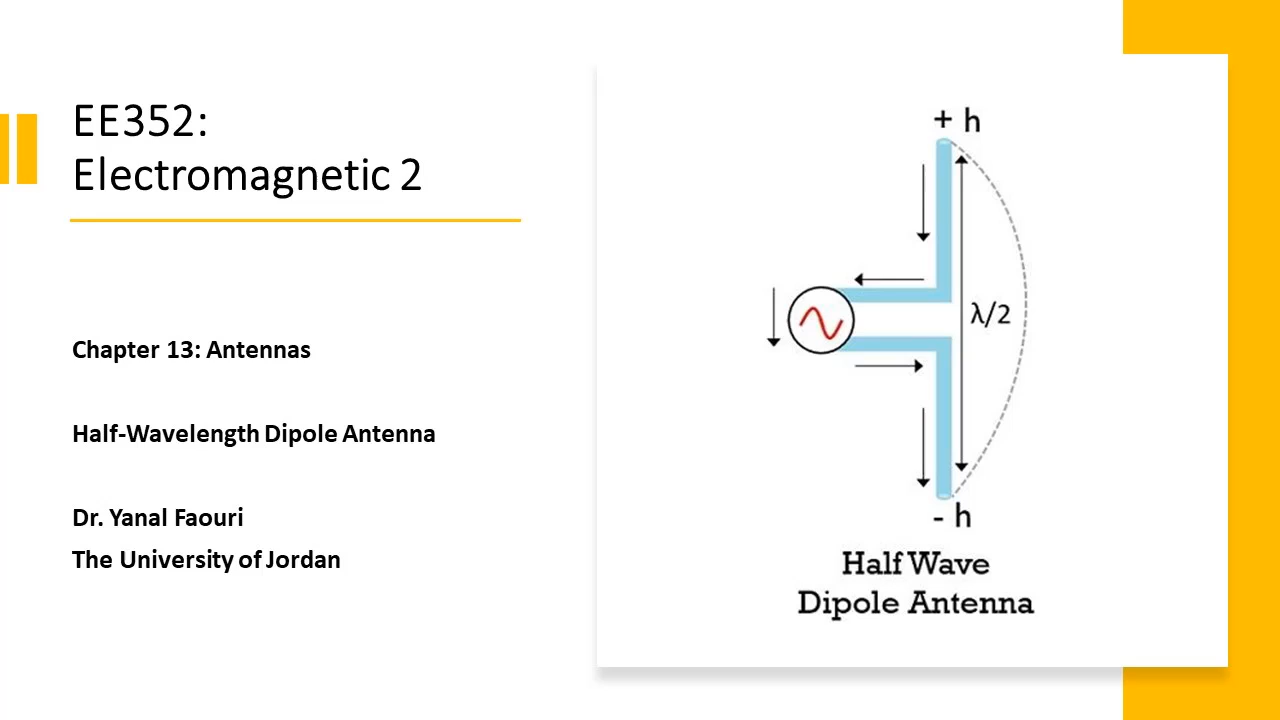 EE352:
Electromagnetic 2
Chapter 13: Antennas
Half-Wavelength Dipole Antenna
Dr. Yanal Faouri
The University of Jordan
+ h
λ/2
- h
Half Wave
Dipole Antenna